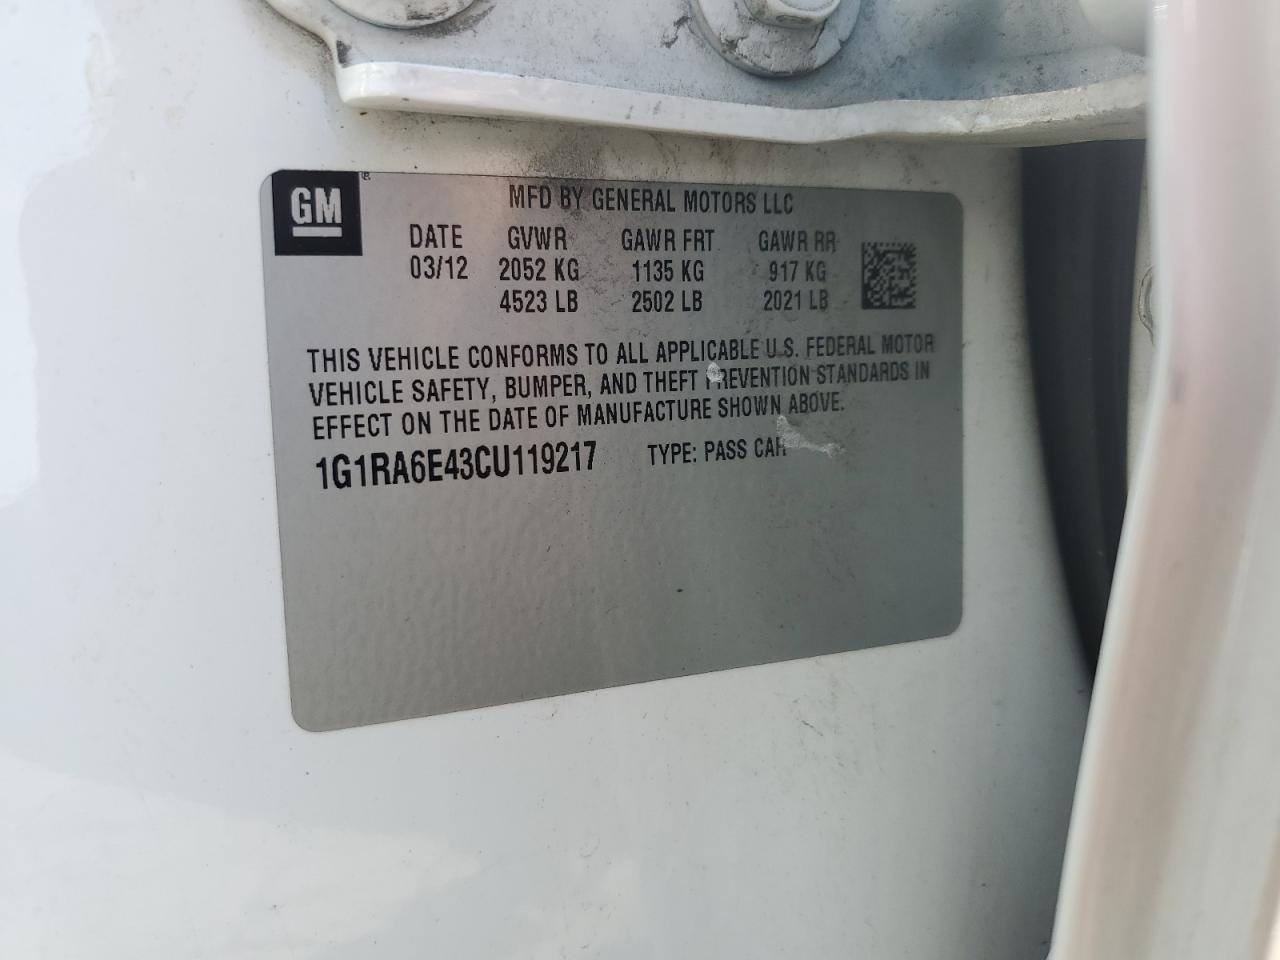 GM
MFD BY GENERAL MOTORS LLC
DATE GVWR GAWR FRT GAWR RR
03/12 2052 KG 1135 KG 917 KG
4523 LB 2502 LB 2021 LB
THIS VEHICLE CONFORMS TO ALL APPLICABLE U.S. FEDERAL MOTOR
VEHICLE SAFETY, BUMPER, AND THEFT PREVENTION STANDARDS IN
EFFECT ON THE DATE OF MANUFACTURE SHOWN ABOVE.
1G1RA6E43CU119217 TYPE: PASS CAR